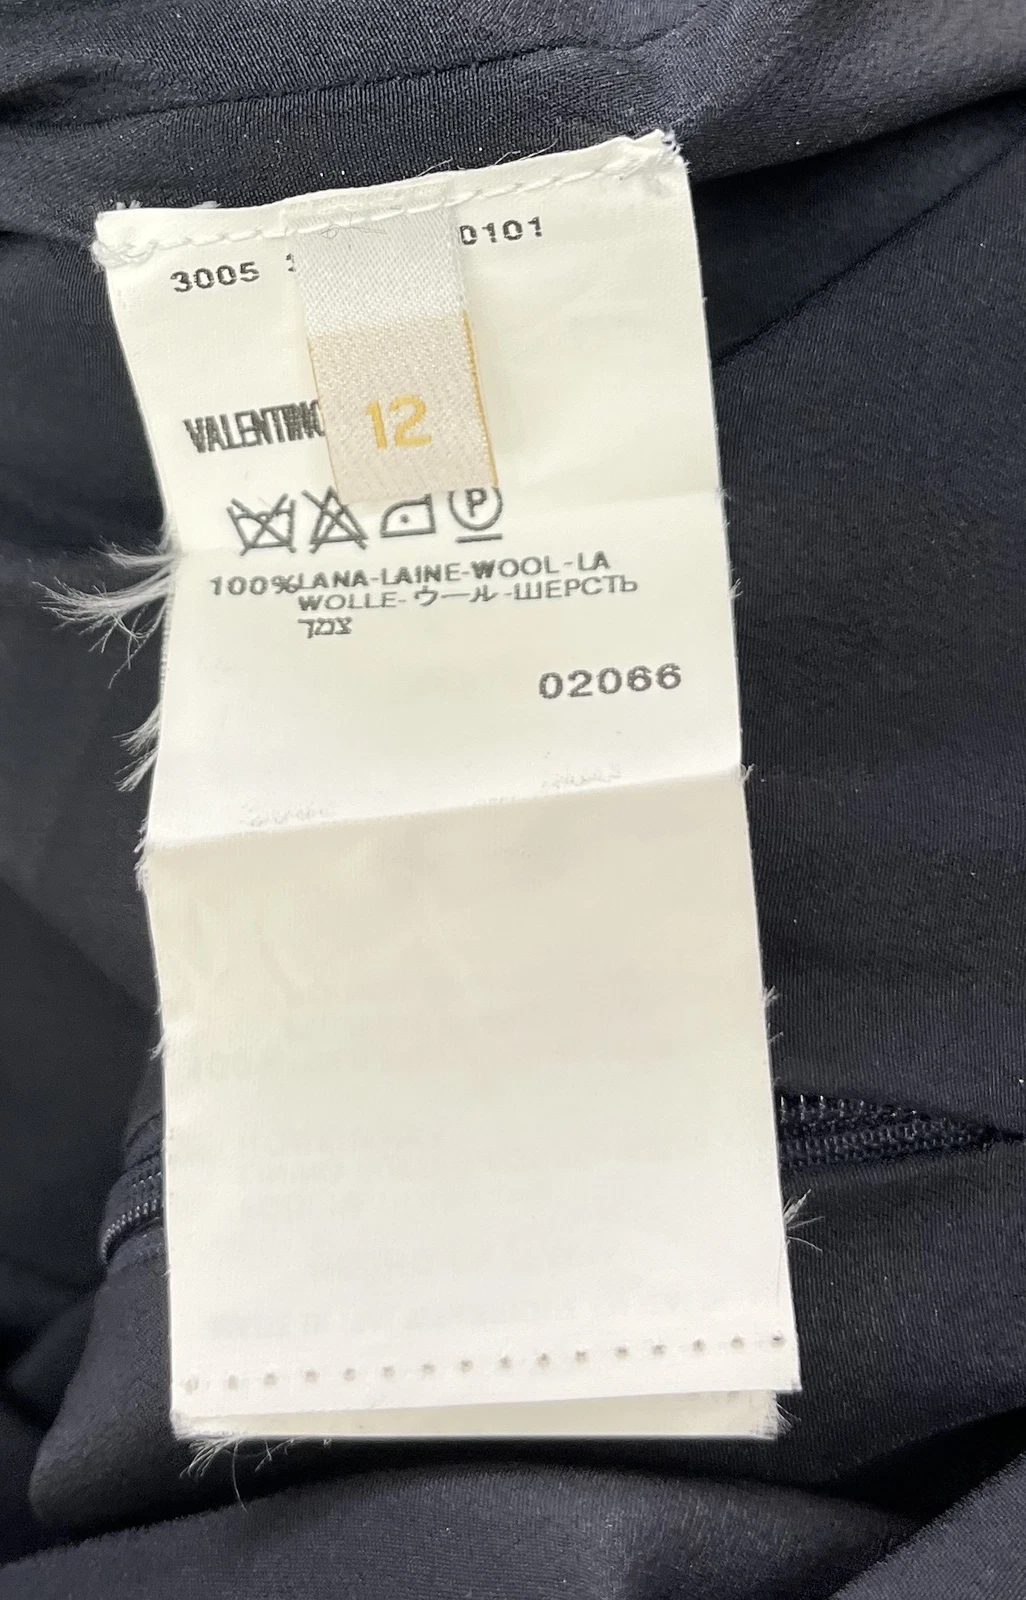 0101
3005
VALENTINO
12
P
100%LANA-LAINE-WOOL-LA
WOLLE-ウール-ШЕРСТЬ
צמר
02066